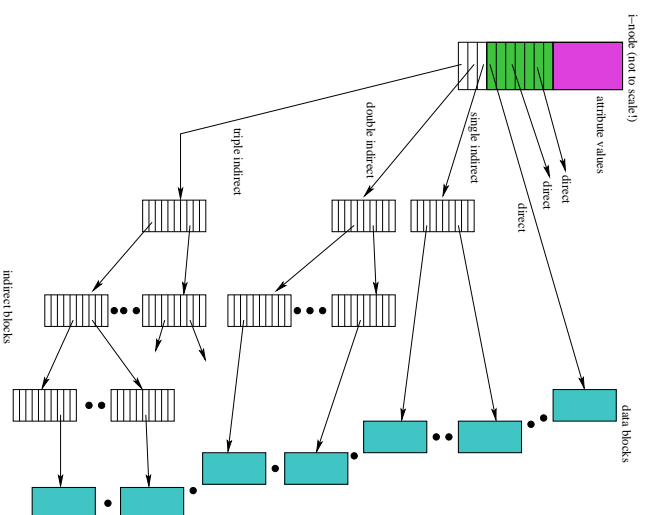 i-node (not to scale!)
attribute values
direct
direct
direct
single indirect
double indirect
triple indirect
data blocks
indirect blocks